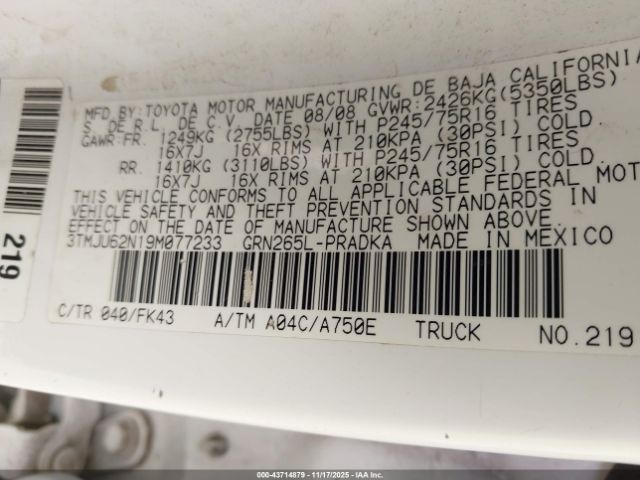 MFD.BY:TOYOTA MOTOR MANUFACTURING DE BAJA CALIFORNIA
S. DE R.L. DE C.V. DATE 08/08 GVWR:2426KG(5350LBS)
GAWR:FR. 1249KG (2755LBS) WITH P245/75R16 TIRES
16X7J 16X RIMS AT 210KPA (30PSI) COLD.
RR. 1410KG (3110LBS) WITH P245/75R16 TIRES
16X7J 16X RIMS AT 210KPA (30PSI) COLD.
THIS VEHICLE CONFORMS TO ALL APPLICABLE FEDERAL MOTOR
VEHICLE SAFETY AND THEFT PREVENTION STANDARDS IN
EFFECT ON THE DATE OF MANUFACTURE SHOWN ABOVE.
3TMJU62N19M077233 GRN265L-PRADKA MADE IN MEXICO
C/TR 040/FK43 A/TM A04C/A750E TRUCK NO.219
219
000-43714879 | 11/17/2025 | IAA Inc.